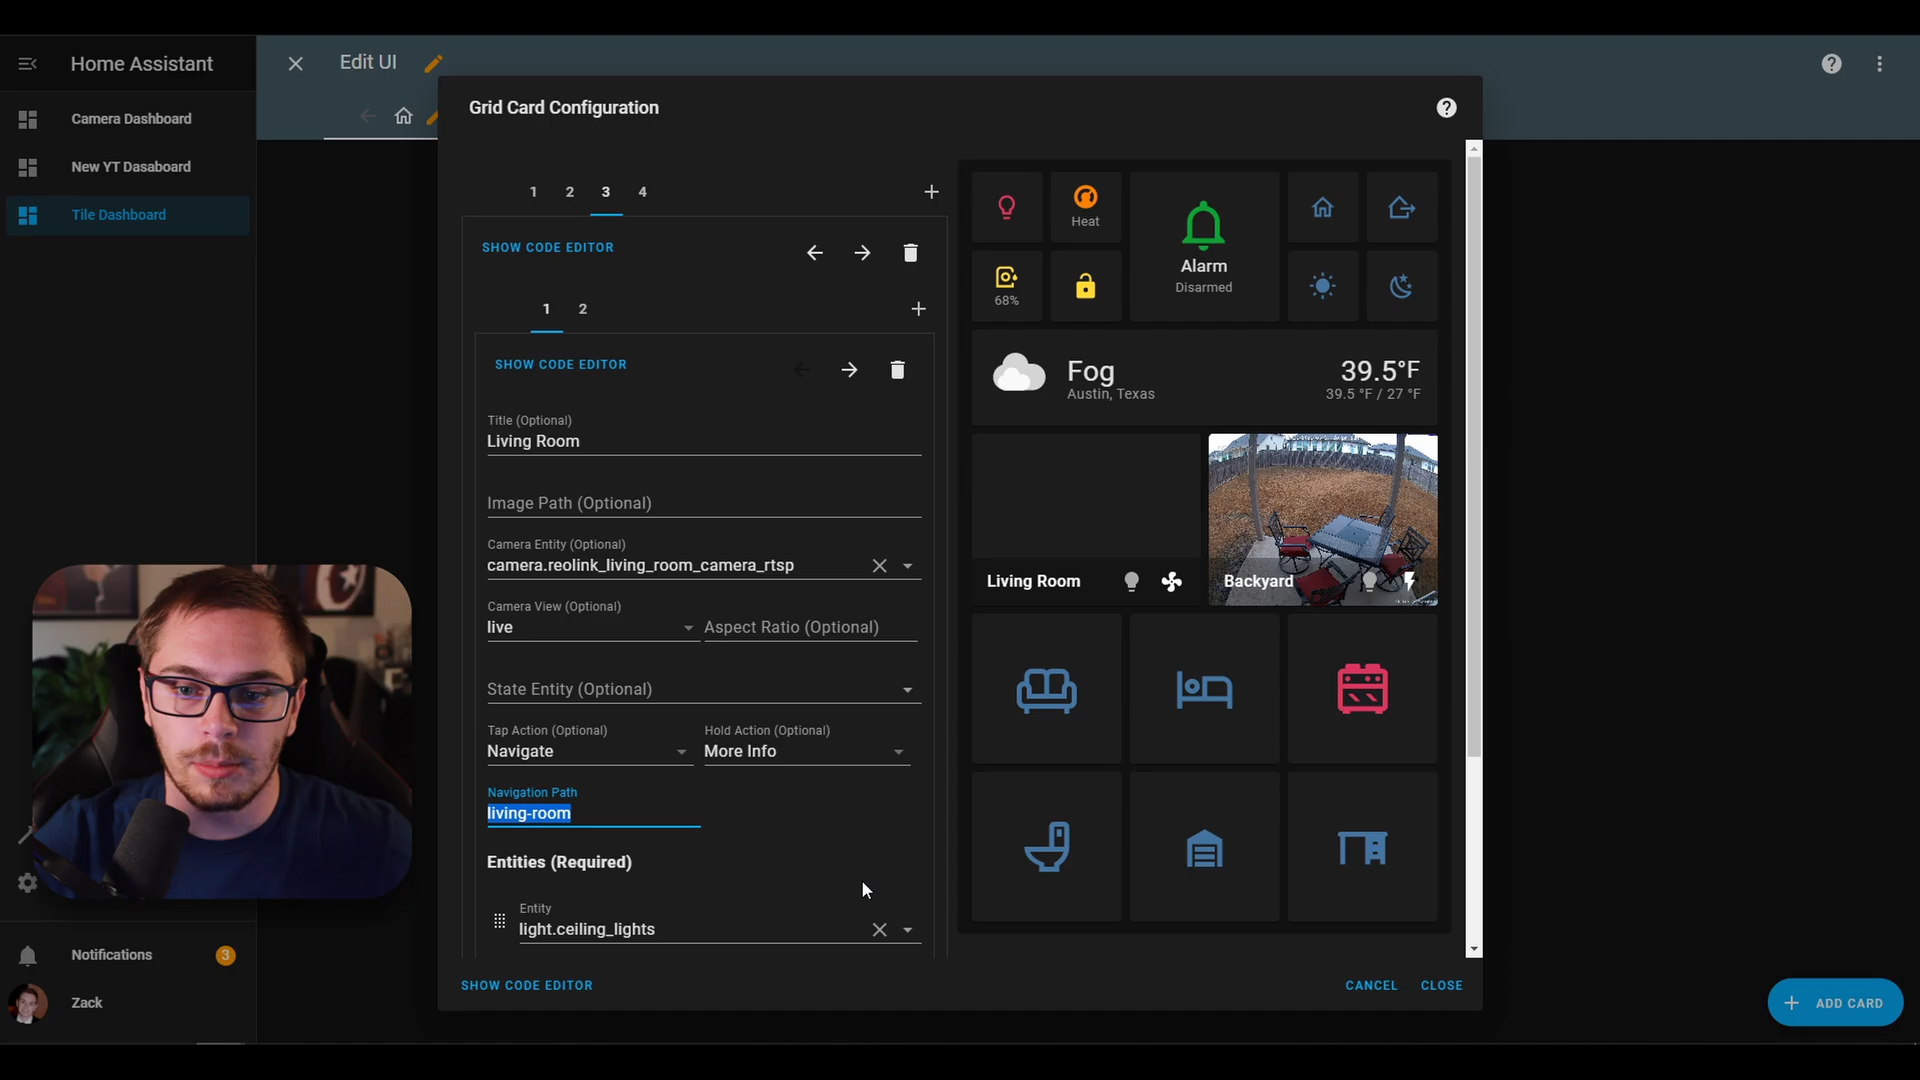 Home Assistant
Camera Dashboard
New YT Dasaboard
Tile Dashboard
Notifications
3
Zack
Edit UI
Grid Card Configuration
1 2 3 4
SHOW CODE EDITOR
1 2
SHOW CODE EDITOR
Title (Optional)
Living Room
Image Path (Optional)
Camera Entity (Optional)
camera.reolink_living_room_camera_rtsp
Camera View (Optional)
live
Aspect Ratio (Optional)
State Entity (Optional)
Tap Action (Optional)
Navigate
Hold Action (Optional)
More Info
Navigation Path
living-room
Entities (Required)
Entity
light.ceiling_lights
SHOW CODE EDITOR
CANCEL
CLOSE
Heat
68%
Alarm
Disarmed
Fog
Austin, Texas
39.5°F
39.5 °F / 27 °F
Living Room
Backyard
ADD CARD